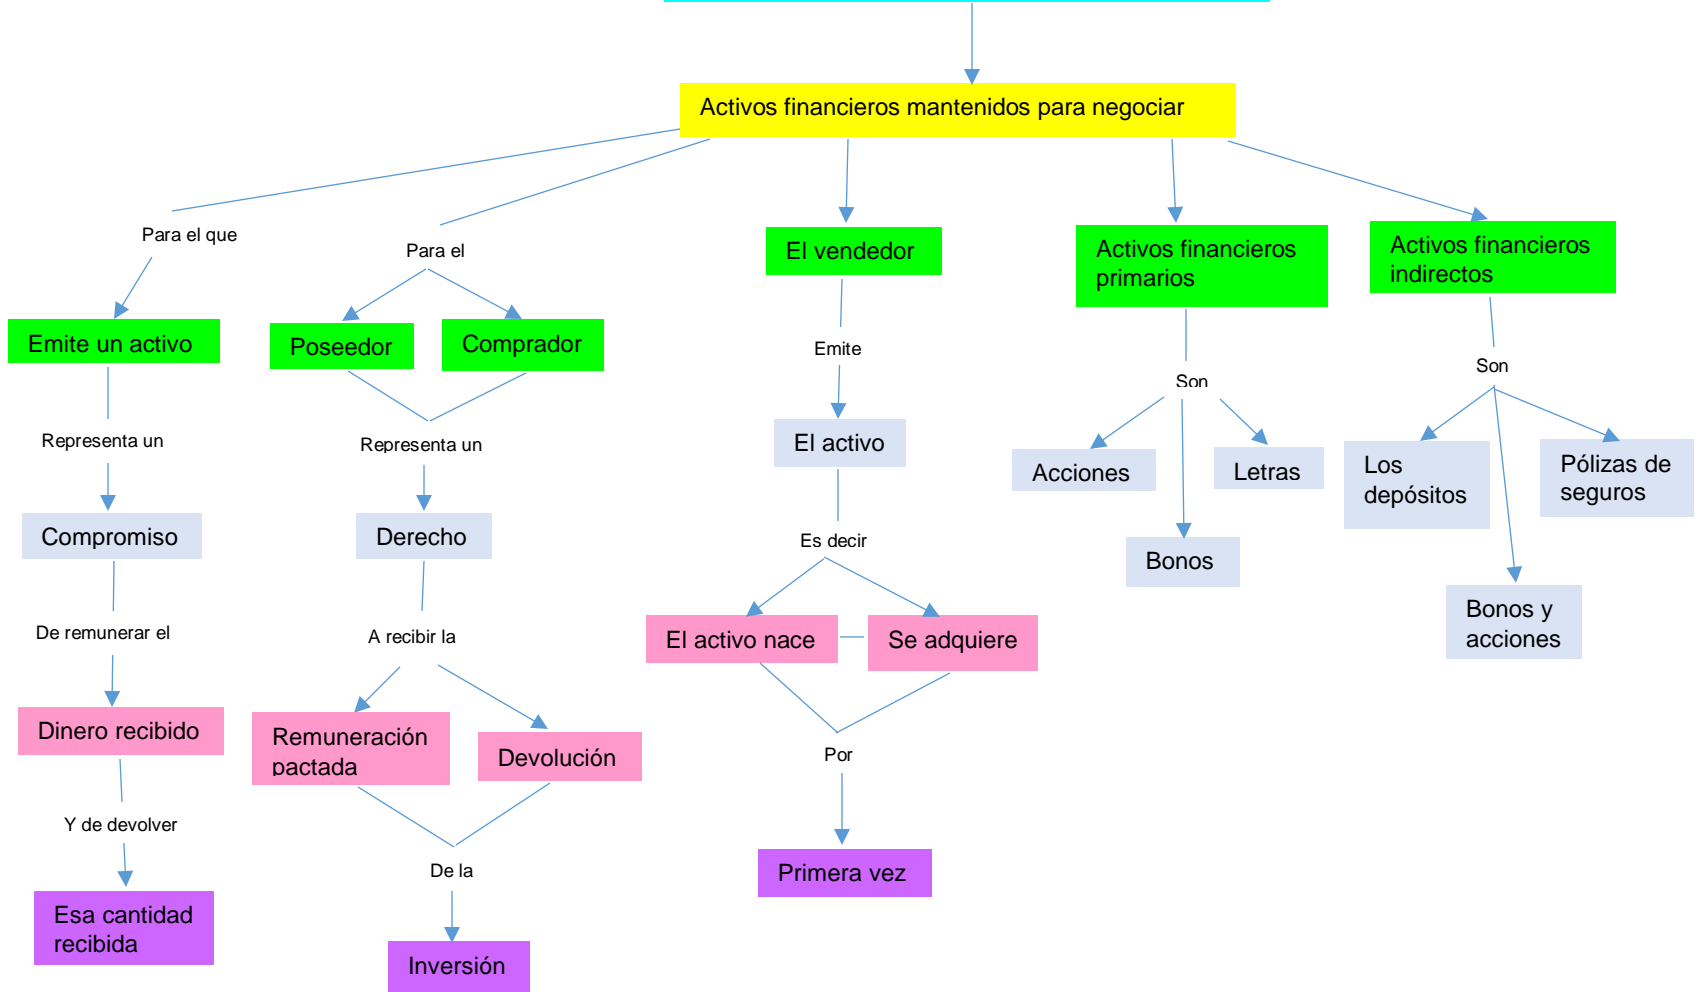 Activos financieros mantenidos para negociar
Para el que
Emite un activo
Representa un
Compromiso
De remunerar el
Dinero recibido
Y de devolver
Esa cantidad
recibida
Para el
Poseedor
Comprador
Representa un
Derecho
A recibir la
Remuneración
pactada
Devolución
De la
Inversión
El vendedor
Emite
El activo
Es decir
El activo nace
Se adquiere
Por
Primera vez
Activos financieros
primarios
Son
Acciones
Bonos
Letras
Activos financieros
indirectos
Son
Los
depósitos
Bonos y
acciones
Pólizas de
seguros